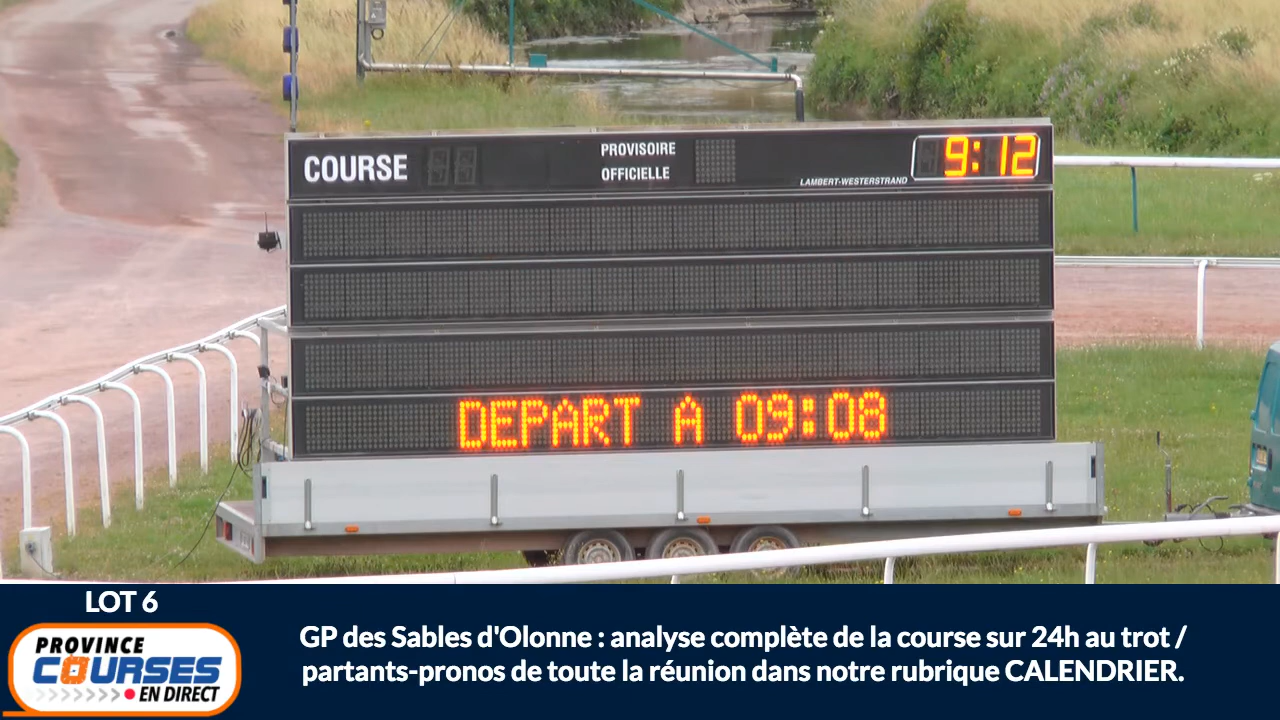 COURSE
PROVISOIRE
OFFICIELLE
LAMBERT-WESTERSTRAND
9:12
DEPART A 09:08
LOT 6
PROVINCE
COURSES
EN DIRECT
GP des Sables d'Olonne : analyse complète de la course sur 24h au trot /
partants-pronos de toute la réunion dans notre rubrique CALENDRIER.